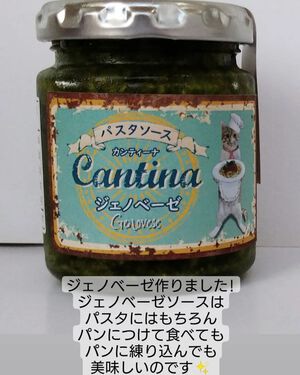 パスタソース
カンティーナ
Cantina
ジェノベーゼ
Genovese
ジェノベーゼ作りました!
ジェノベーゼソースは
パスタにはもちろん
パンにつけて食べても
パンに練り込んでも
美味しいのです✨